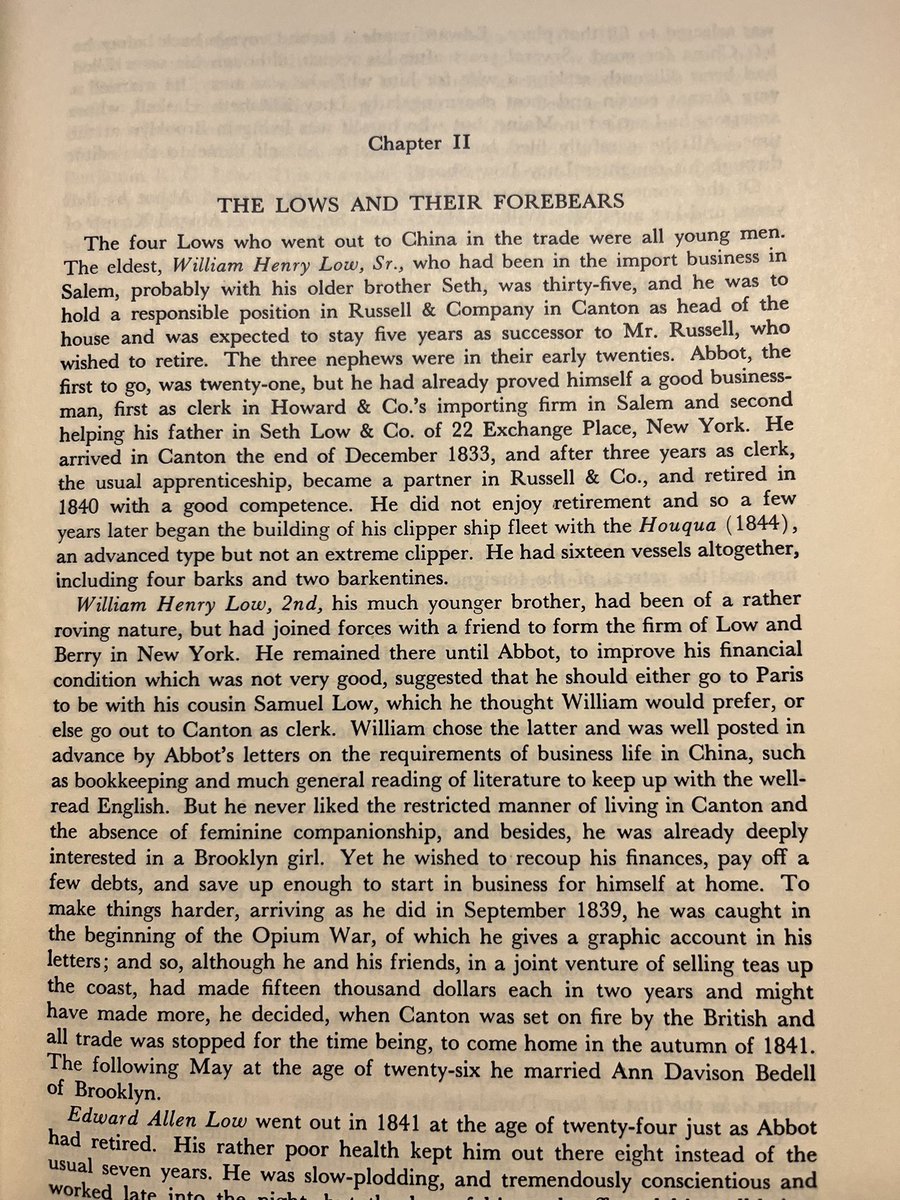 Chapter II
THE LOWS AND THEIR FOREBEARS
The four Lows who went out to China in the trade were all young men.
The eldest, William Henry Low, Sr., who had been in the import business in
Salem, probably with his older brother Seth, was thirty-five, and he was to
hold a responsible position in Russell & Company in Canton as head of the
house and was expected to stay five years as successor to Mr. Russell, who
wished to retire. The three nephews were in their early twenties. Abbot, the
first to go, was twenty-one, but he had already proved himself a good business-
man, first as clerk in Howard & Co.'s importing firm in Salem and second
helping his father in Seth Low & Co. of 22 Exchange Place, New York. He
arrived in Canton the end of December 1833, and after three years as clerk,
the usual apprenticeship, became a partner in Russell & Co., and retired in
1840 with a good competence. He did not enjoy retirement and so a few
years later began the building of his clipper ship fleet with the Houqua (1844),
an advanced type but not an extreme clipper. He had sixteen vessels altogether,
including four barks and two barkentines.
William Henry Low, 2nd, his much younger brother, had been of a rather
roving nature, but had joined forces with a friend to form the firm of Low and
Berry in New York. He remained there until Abbot, to improve his financial
condition which was not very good, suggested that he should either go to Paris
to be with his cousin Samuel Low, which he thought William would prefer, or
else go out to Canton as clerk. William chose the latter and was well posted in
advance by Abbot's letters on the requirements of business life in China, such
as bookkeeping and much general reading of literature to keep up with the well-
read English. But he never liked the restricted manner of living in Canton and
the absence of feminine companionship, and besides, he was already deeply
interested in a Brooklyn girl. Yet he wished to recoup his finances, pay off a
few debts, and save up enough to start in business for himself at home. To
make things harder, arriving as he did in September 1839, he was caught in
the beginning of the Opium War, of which he gives a graphic account in his
letters; and so, although he and his friends, in a joint venture of selling teas up
the coast, had made fifteen thousand dollars each in two years and might
have made more, he decided, when Canton was set on fire by the British and
all trade was stopped for the time being, to come home in the autumn of 1841.
The following May at the age of twenty-six he married Ann Davison Bedell
of Brooklyn.
Edward Allen Low went out in 1841 at the age of twenty-four just as Abbot
had retired. His rather poor health kept him out there eight instead of the
usual seven years. He was slow-plodding, and tremendously conscientious and
worked late into the night